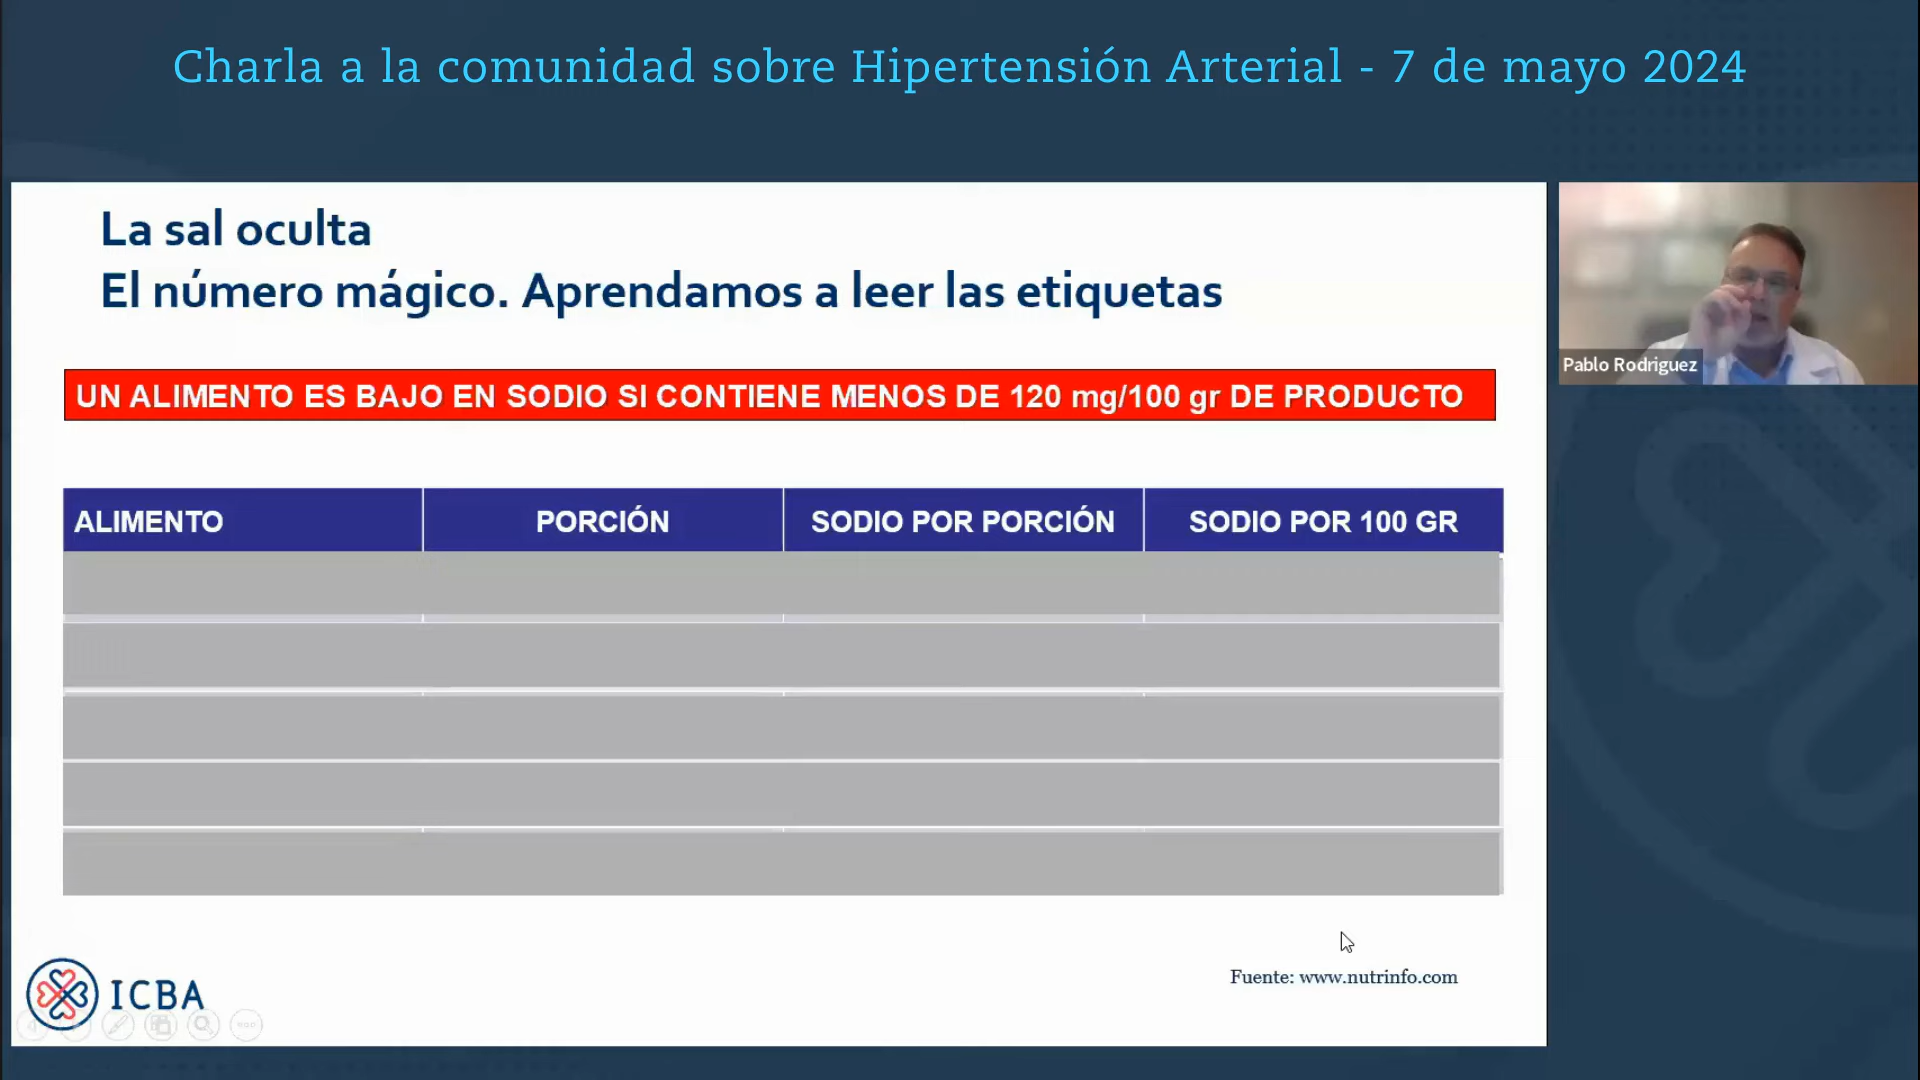 Charla a la comunidad sobre Hipertensión Arterial - 7 de mayo 2024
La sal oculta
El número mágico. Aprendamos a leer las etiquetas
UN ALIMENTO ES BAJO EN SODIO SI CONTIENE MENOS DE 120 mg/100 gr DE PRODUCTO
ALIMENTO PORCIÓN SODIO POR PORCIÓN SODIO POR 100 GR
Fuente: www.nutrinfo.com
ICBA
Pablo Rodriguez